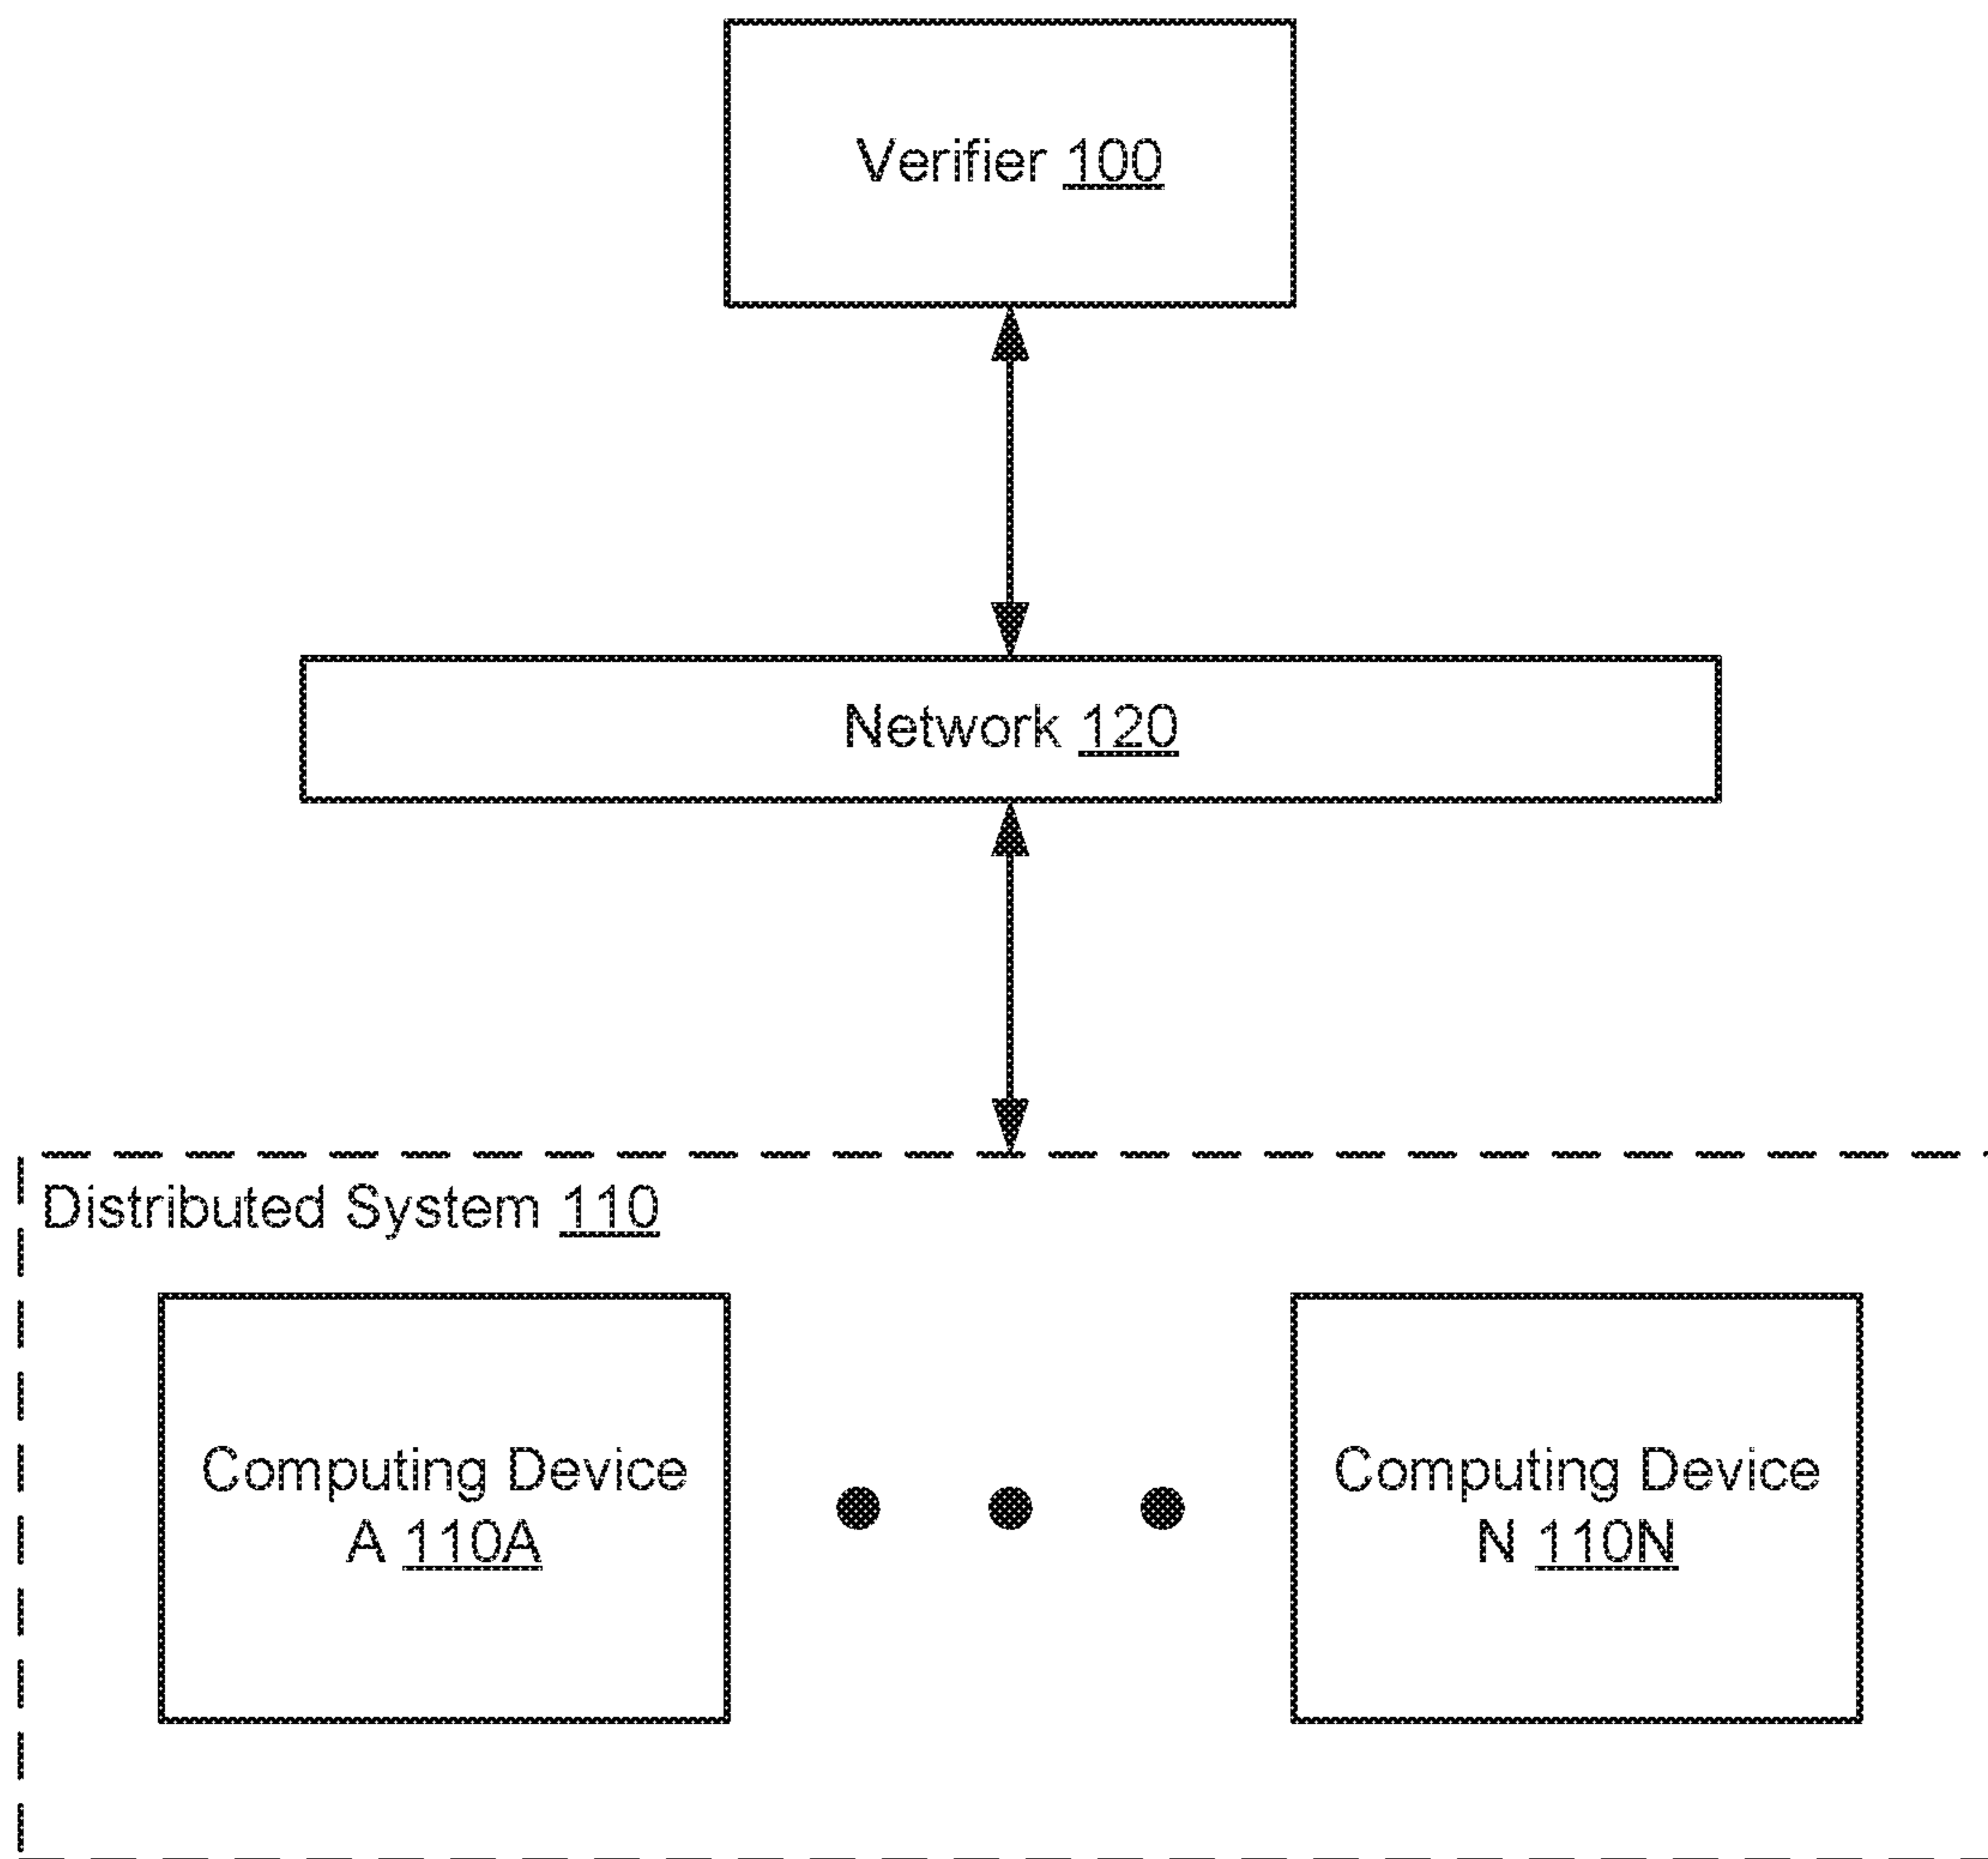 Verifier 100
Network 120
Distributed System 110
Computing Device
A 110A
Computing Device
N 110N